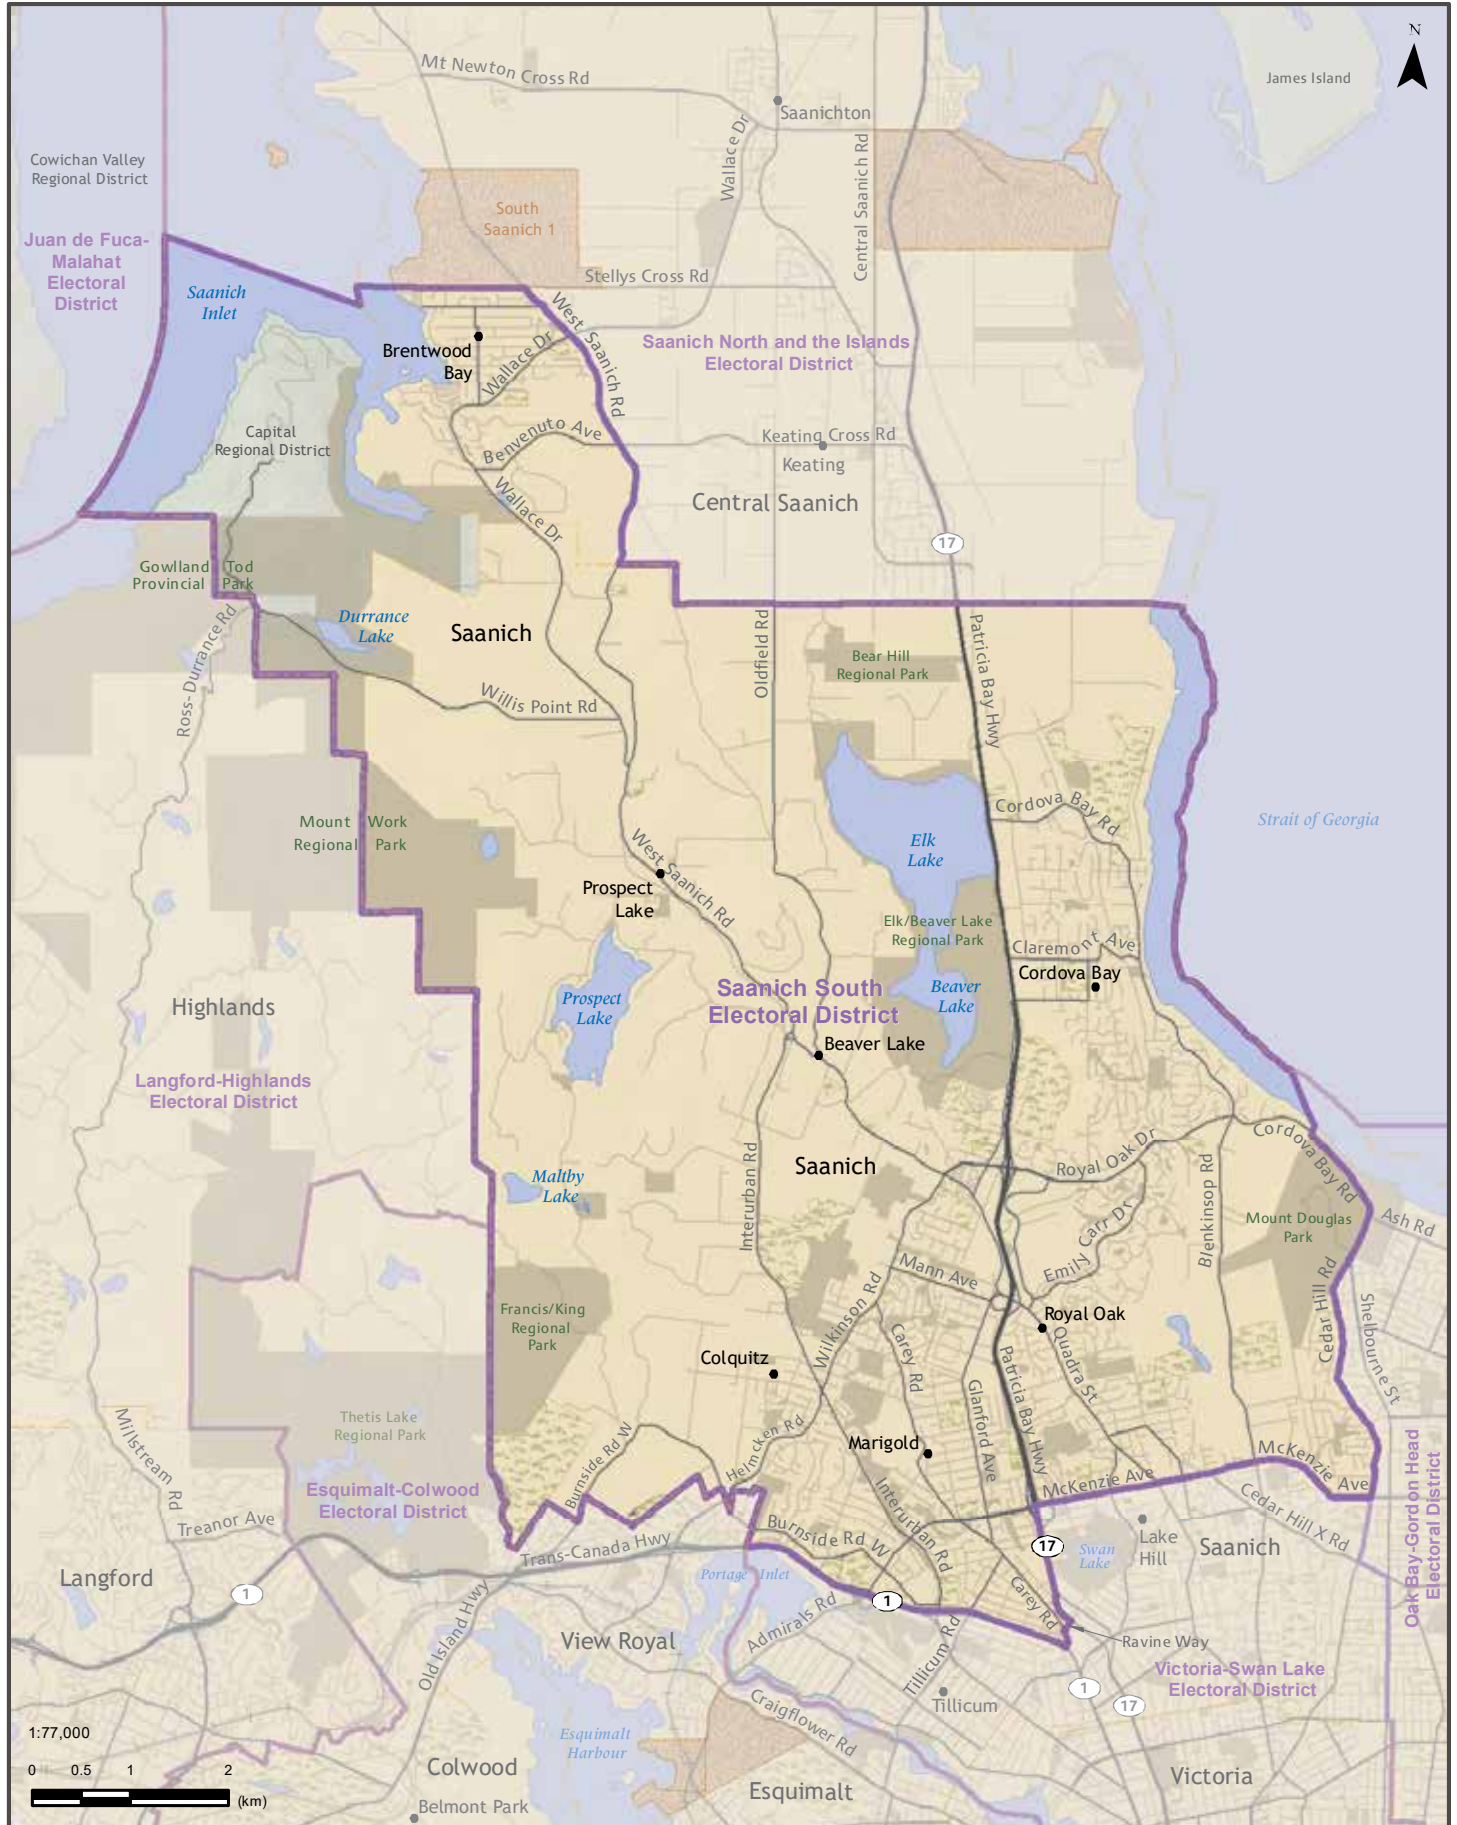 N
Mt Newton Cross Rd
James Island
Saanichton
Wallace Dr
Central Saanich Rd
Cowichan Valley
Regional District
South
Saanich 1
Juan de Fuca-
Malahat
Electoral
District
Stellys Cross Rd
Saanich
Inlet
West Saanich Rd
Saanich North and the Islands
Electoral District
Brentwood
Bay
Wallace Dr
Capital
Regional District
Benvenuto Ave
Keating Cross Rd
Keating
Wallace Dr
Central Saanich
17
Gowlland Tod
Provincial Park
Durrance
Lake
Ross-Durrance Rd
Saanich
Oldfield Rd
Patricia Bay Hwy
Bear Hill
Regional Park
Willis Point Rd
Cordova Bay Rd
Strait of Georgia
Mount Work
Regional Park
Elk
Lake
West Saanich Rd
Prospect
Lake
Elk/Beaver Lake
Regional Park
Claremont Ave
Cordova Bay
Highlands
Prospect
Lake
Saanich South
Electoral District
Beaver
Lake
Beaver Lake
Langford-Highlands
Electoral District
Cordova Bay Rd
Royal Oak Dr
Interurban Rd
Saanich
Blenkinsop Rd
Maltby
Lake
Mount Douglas
Park
Ash Rd
Emily Carr Dr
Mann Ave
Cedar Hill Rd
Shelbourne St
Francis/King
Regional
Park
Wilkinson Rd
Royal Oak
Carey Rd
Quadra St
Colquitz
Patricia Bay Hwy
Glanford Ave
Thetis Lake
Regional Park
Millstream Rd
Burnside Rd W
Helmcken Rd
Marigold
McKenzie Ave
Oak Bay-Gordon Head
Electoral District
McKenzie Ave
Esquimalt-Colwood
Electoral District
Interurban Rd
Cedar Hill X Rd
Treanor Ave
Trans-Canada Hwy
Burnside Rd W
17
Swan
Lake
Lake
Hill
Saanich
Langford
1
Portage Inlet
1
Carey Rd
Old Island Hwy
View Royal
Admirals Rd
Tillicum Rd
Ravine Way
Victoria-Swan Lake
Electoral District
1
17
Tillicum
Craigflower Rd
1:77,000
Esquimalt
Harbour
0 0.5 1 2
(km)
Colwood
Belmont Park
Esquimalt
Victoria